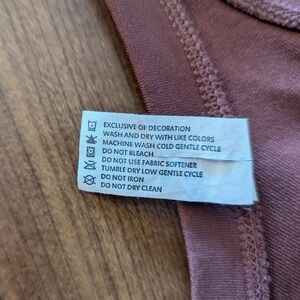 EXCLUSIVE OF DECORATION
WASH AND DRY WITH LIKE COLORS
MACHINE WASH COLD GENTLE CYCLE
DO NOT BLEACH
DO NOT USE FABRIC SOFTENER
TUMBLE DRY LOW GENTLE CYCLE
DO NOT IRON
DO NOT DRY CLEAN